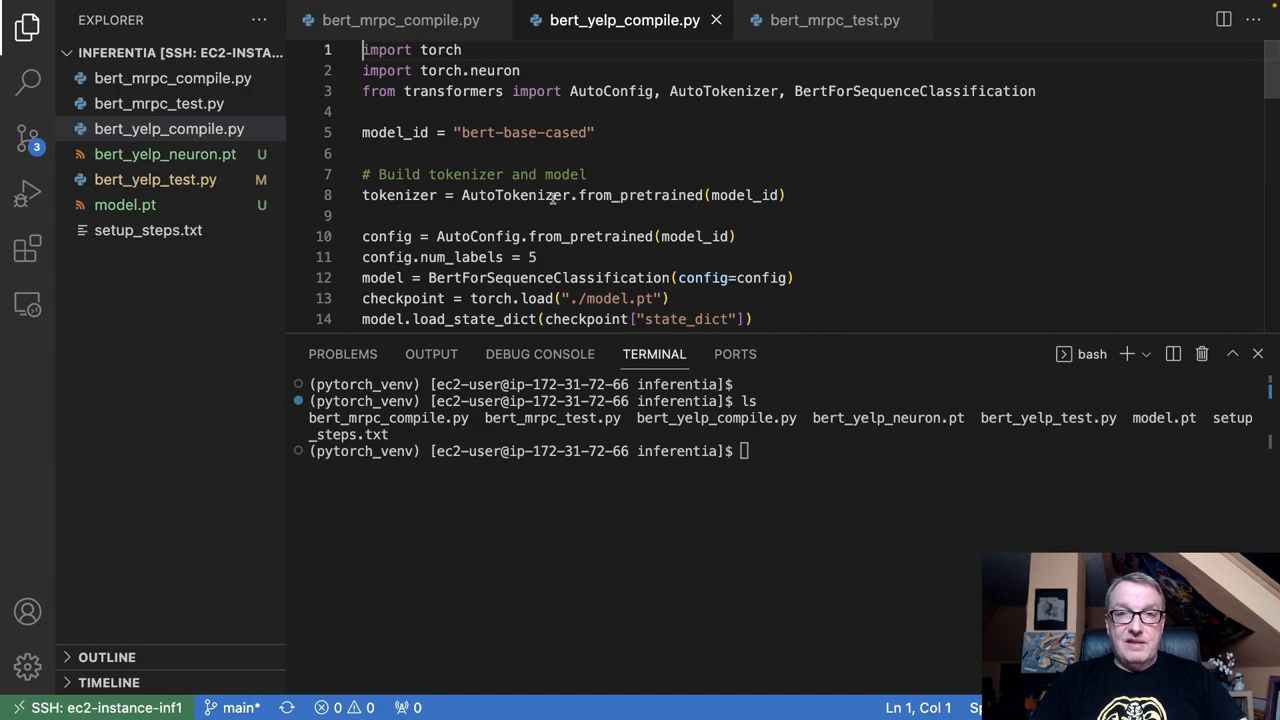 EXPLORER
INFERENTIA [SSH: EC2-INSTA...
bert_mrpc_compile.py
bert_mrpc_test.py
bert_yelp_compile.py
bert_yelp_neuron.pt U
bert_yelp_test.py M
model.pt U
setup_steps.txt
3
OUTLINE
TIMELINE
bert_mrpc_compile.py
bert_yelp_compile.py
bert_mrpc_test.py
1 import torch
2 import torch.neuron
3 from transformers import AutoConfig, AutoTokenizer, BertForSequenceClassification
4
5 model_id = "bert-base-cased"
6
7 # Build tokenizer and model
8 tokenizer = AutoTokenizer.from_pretrained(model_id)
9
10 config = AutoConfig.from_pretrained(model_id)
11 config.num_labels = 5
12 model = BertForSequenceClassification(config=config)
13 checkpoint = torch.load("./model.pt")
14 model.load_state_dict(checkpoint["state_dict"])
PROBLEMS OUTPUT DEBUG CONSOLE TERMINAL PORTS bash
(pytorch_venv) [ec2-user@ip-172-31-72-66 inferentia]$
(pytorch_venv) [ec2-user@ip-172-31-72-66 inferentia]$ ls
bert_mrpc_compile.py bert_mrpc_test.py bert_yelp_compile.py bert_yelp_neuron.pt bert_yelp_test.py model.pt setup
_steps.txt
(pytorch_venv) [ec2-user@ip-172-31-72-66 inferentia]$
SSH: ec2-instance-inf1 main* 0 0 0 Ln 1, Col 1 Sp